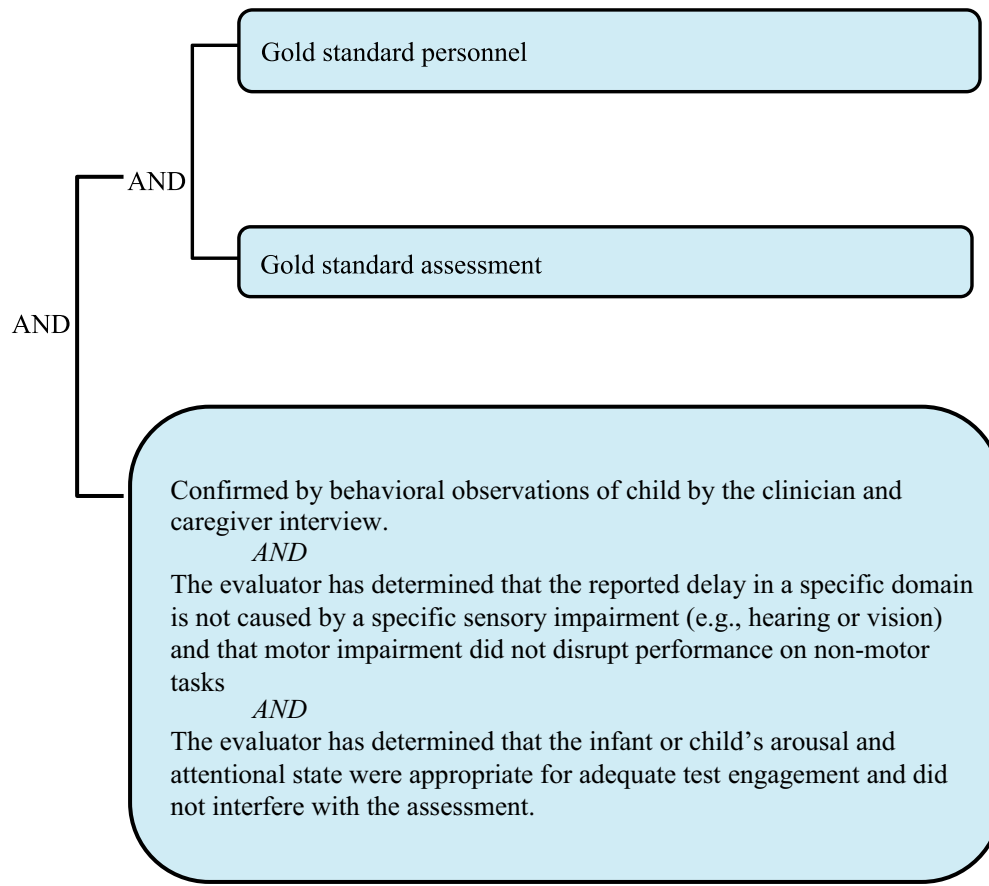 Gold standard personnel
AND
Gold standard assessment
AND
Confirmed by behavioral observations of child by the clinician and
caregiver interview.
AND
The evaluator has determined that the reported delay in a specific domain
is not caused by a specific sensory impairment (e.g., hearing or vision)
and that motor impairment did not disrupt performance on non-motor
tasks
AND
The evaluator has determined that the infant or child’s arousal and
attentional state were appropriate for adequate test engagement and did
not interfere with the assessment.